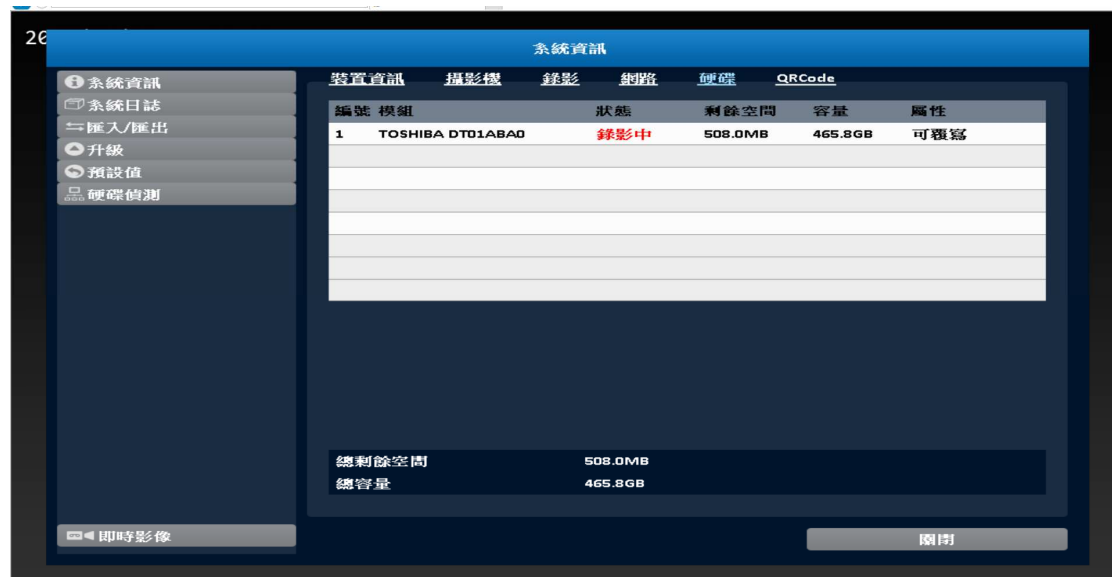 20
系統資訊
系統資訊
系統日誌
匯入/匯出
升級
預設值
硬碟偵測
即時影像
裝置資訊 攝影機 錄影 網路 硬碟 QRCode
編號 模組 狀態 剩餘空間 容量 屬性
1 TOSHIBA DT01ABA0 錄影中 508.0MB 465.8GB 可覆寫
總剩餘空間 508.0MB
總容量 465.8GB
關閉